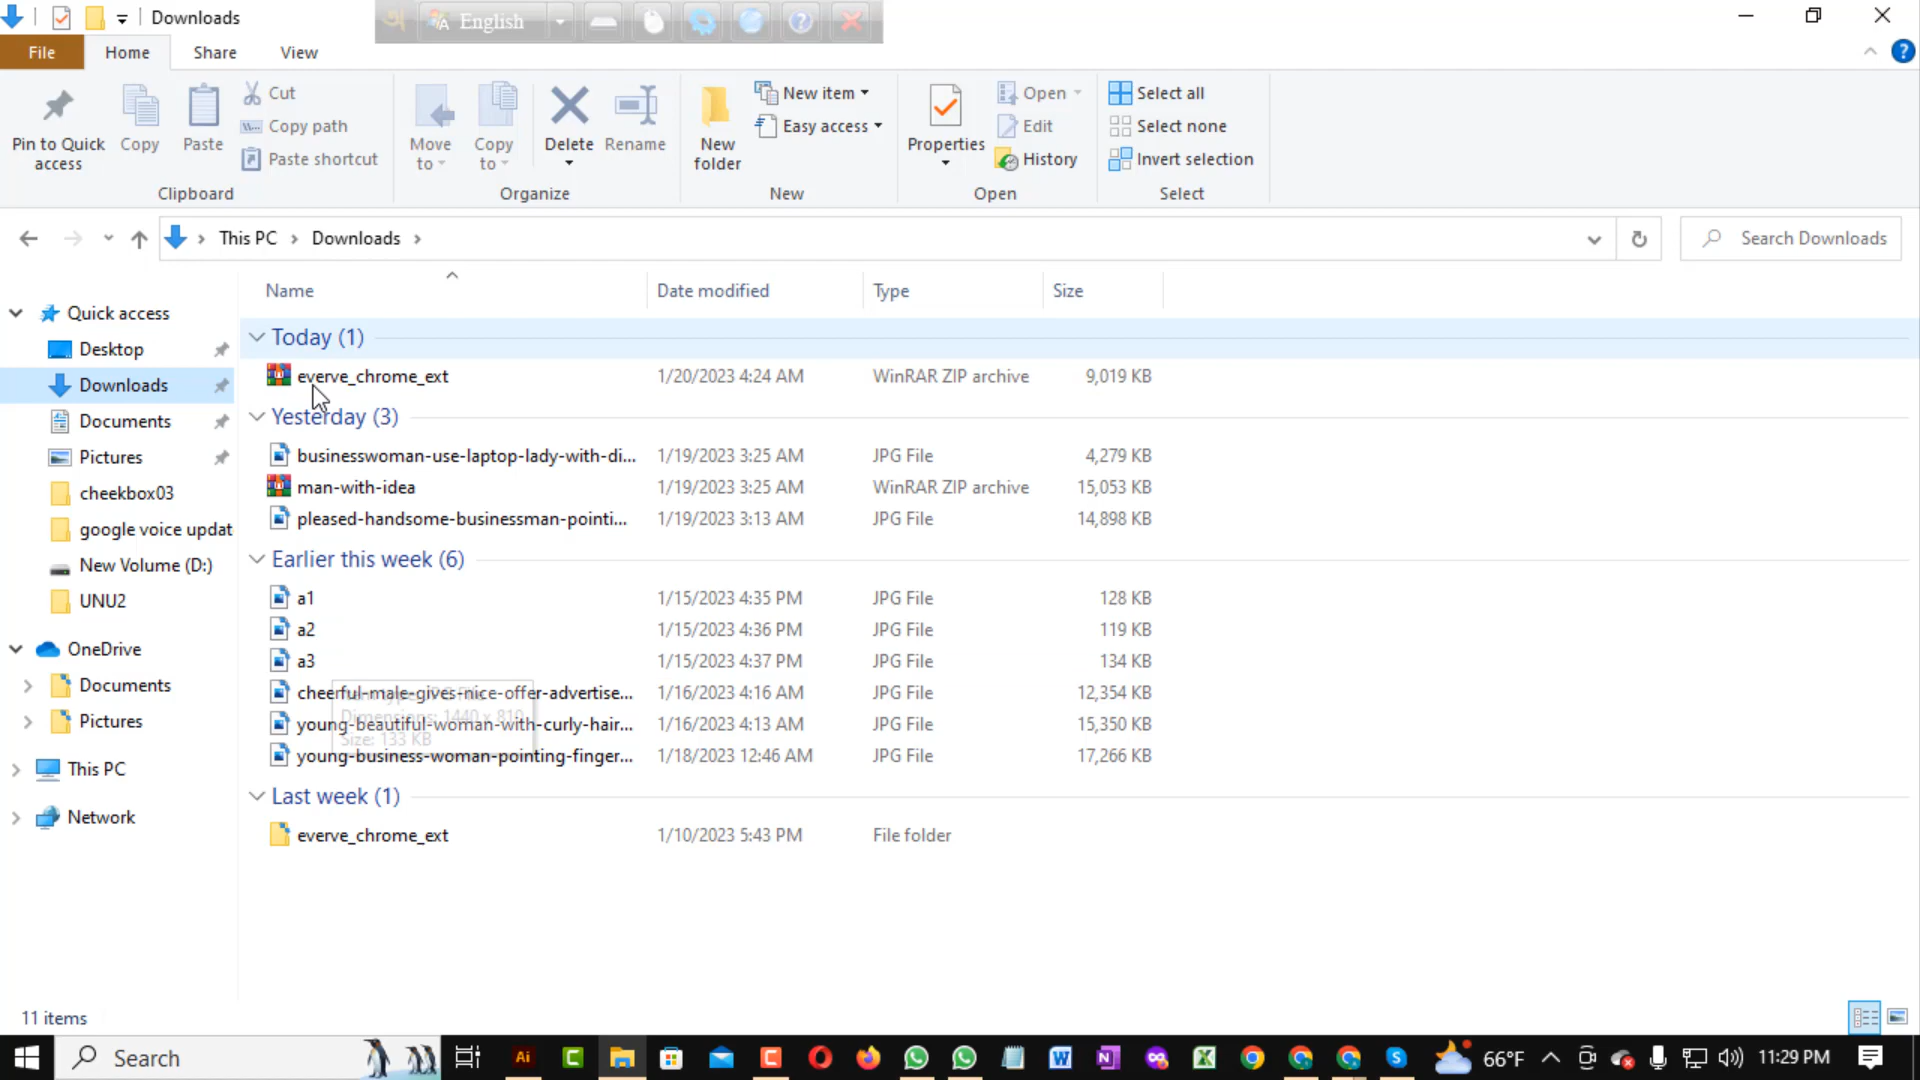 Downloads
English
File
Home
Share
View
Pin to Quick access
Copy
Paste
Cut
Copy path
Paste shortcut
Clipboard
Move to
Copy to
Delete
Rename
Organize
New folder
New item
Easy access
New
Properties
Open
Edit
History
Open
Select all
Select none
Invert selection
Select
This PC
Downloads
Search Downloads
Name
Date modified
Type
Size
Quick access
Desktop
Downloads
Documents
Pictures
cheekbox03
google voice updat
New Volume (D:)
UNU2
OneDrive
Documents
Pictures
This PC
Network
Today (1)
everve_chrome_ext 1/20/2023 4:24 AM WinRAR ZIP archive 9,019 KB
Yesterday (3)
businesswoman-use-laptop-lady-with-di... 1/19/2023 3:25 AM JPG File 4,279 KB
man-with-idea 1/19/2023 3:25 AM WinRAR ZIP archive 15,053 KB
pleased-handsome-businessman-pointi... 1/19/2023 3:13 AM JPG File 14,898 KB
Earlier this week (6)
a1 1/15/2023 4:35 PM JPG File 128 KB
a2 1/15/2023 4:36 PM JPG File 119 KB
a3 1/15/2023 4:37 PM JPG File 134 KB
cheerful-male-gives-nice-offer-advertise... 1/16/2023 4:16 AM JPG File 12,354 KB
Dimensions: 1440 x 810
young-beautiful-woman-with-curly-hair... 1/16/2023 4:13 AM JPG File 15,350 KB
Size: 133 KB
young-business-woman-pointing-finger... 1/18/2023 12:46 AM JPG File 17,266 KB
Last week (1)
everve_chrome_ext 1/10/2023 5:43 PM File folder
11 items
Search
66°F
11:29 PM